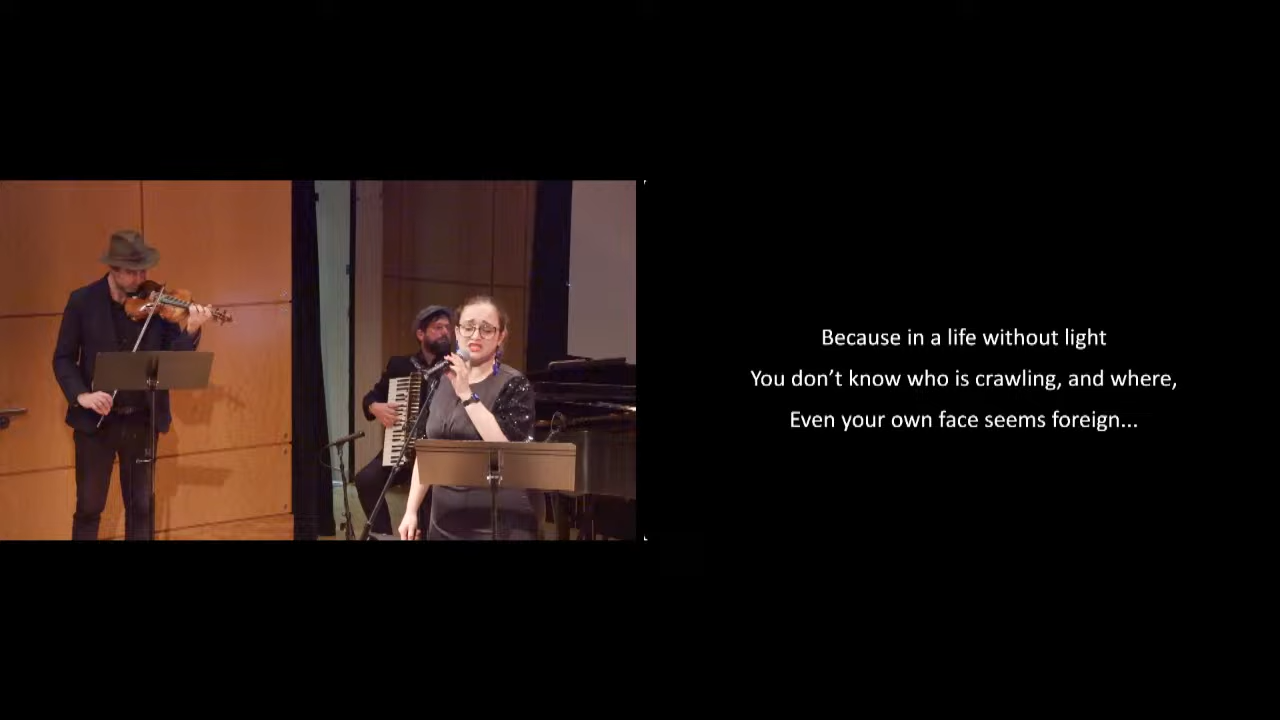 Because in a life without light
You don’t know who is crawling, and where,
Even your own face seems foreign...